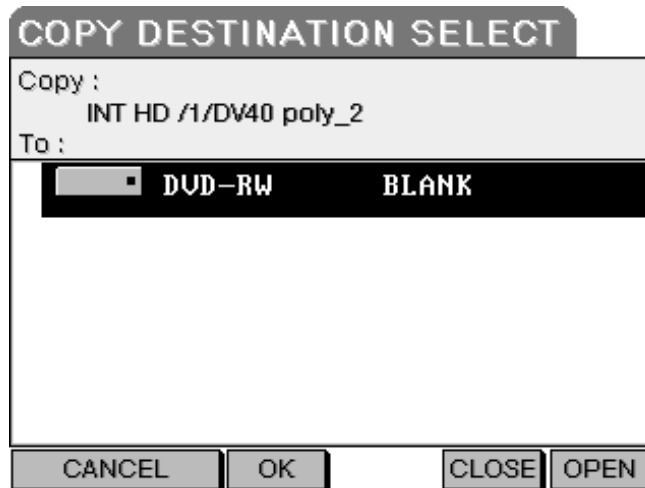 COPY DESTINATION SELECT
Copy :
INT HD /1/DV40 poly_2
To :
DVD-RW BLANK
CANCEL OK CLOSE OPEN